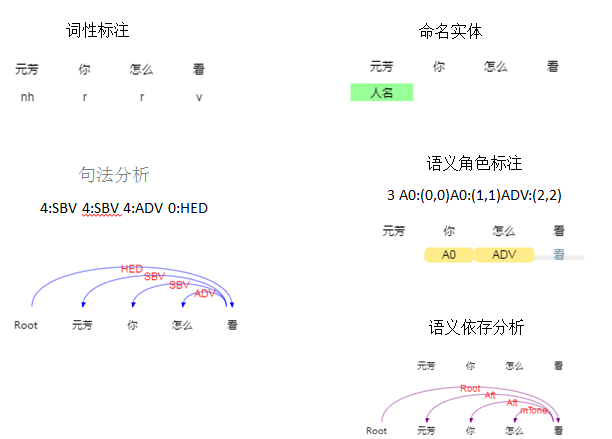 词性标注
元芳 你 怎么 看
nh r r v
句法分析
4:SBV 4:SBV 4:ADV 0:HED
HED
SBV
SBV
ADV
Root 元芳 你 怎么 看
命名实体
元芳 你 怎么 看
人名
语义角色标注
3 A0:(0,0)A0:(1,1)ADV:(2,2)
元芳 你 怎么 看
A0 ADV 看
语义依存分析
元芳 你 怎么 看
Root
Aft
Aft
mTone
Root 元芳 你 怎么 看